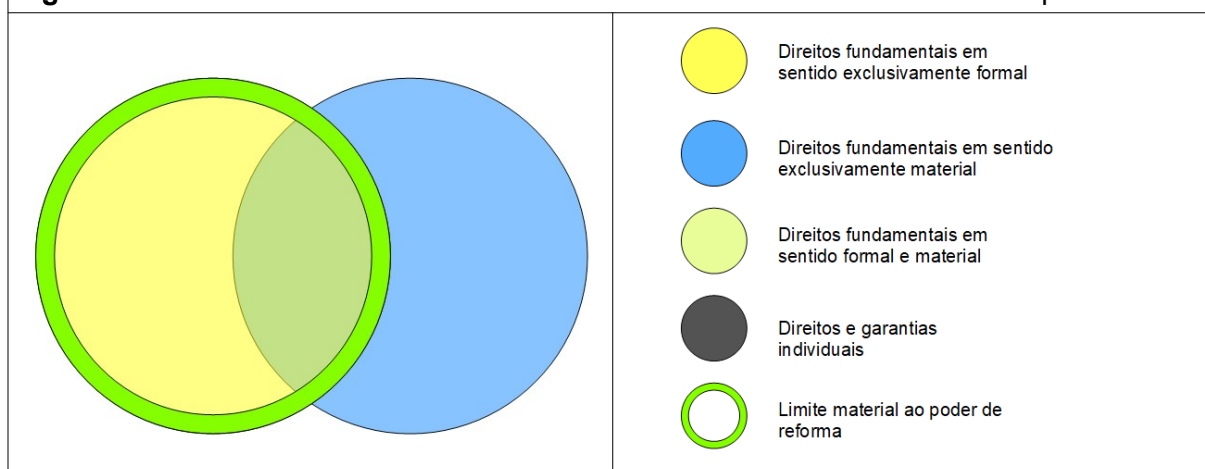 Direitos fundamentais em
sentido exclusivamente formal
Direitos fundamentais em sentido
exclusivamente material
Direitos fundamentais em
sentido formal e material
Direitos e garantias
individuais
Limite material ao poder de
reforma